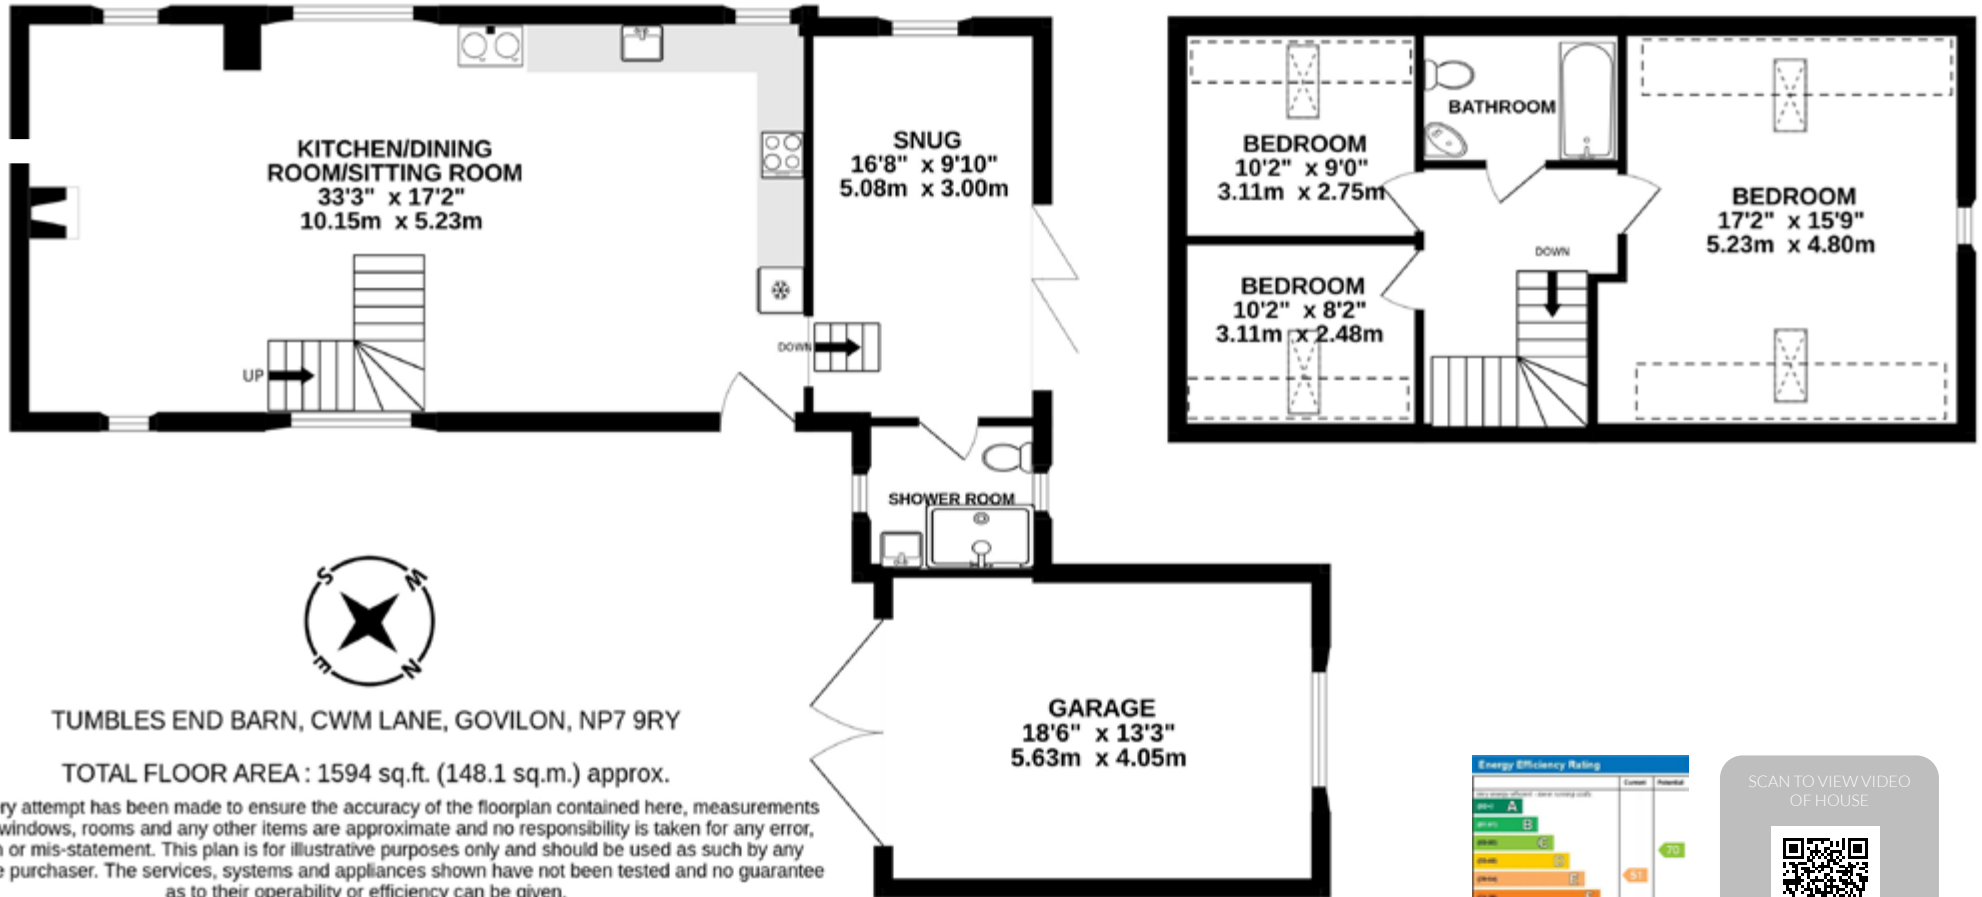 KITCHEN/DINING
ROOM/SITTING ROOM
33'3" x 17'2"
10.15m x 5.23m
UP
DOWN
SNUG
16'8" x 9'10"
5.08m x 3.00m
SHOWER ROOM
GARAGE
18'6" x 13'3"
5.63m x 4.05m
BEDROOM
10'2" x 9'0"
3.11m x 2.75m
BATHROOM
BEDROOM
17'2" x 15'9"
5.23m x 4.80m
DOWN
BEDROOM
10'2" x 8'2"
3.11m x 2.48m
S
W
E
N
TUMBLES END BARN, CWM LANE, GOVILON, NP7 9RY
TOTAL FLOOR AREA : 1594 sq.ft. (148.1 sq.m.) approx.
ry attempt has been made to ensure the accuracy of the floorplan contained here, measurements
windows, rooms and any other items are approximate and no responsibility is taken for any error,
or mis-statement. This plan is for illustrative purposes only and should be used as such by any
e purchaser. The services, systems and appliances shown have not been tested and no guarantee
as to their operability or efficiency can be given.
Energy Efficiency Rating
Current Potential
A
B
C
D
E
51
70
SCAN TO VIEW VIDEO
OF HOUSE